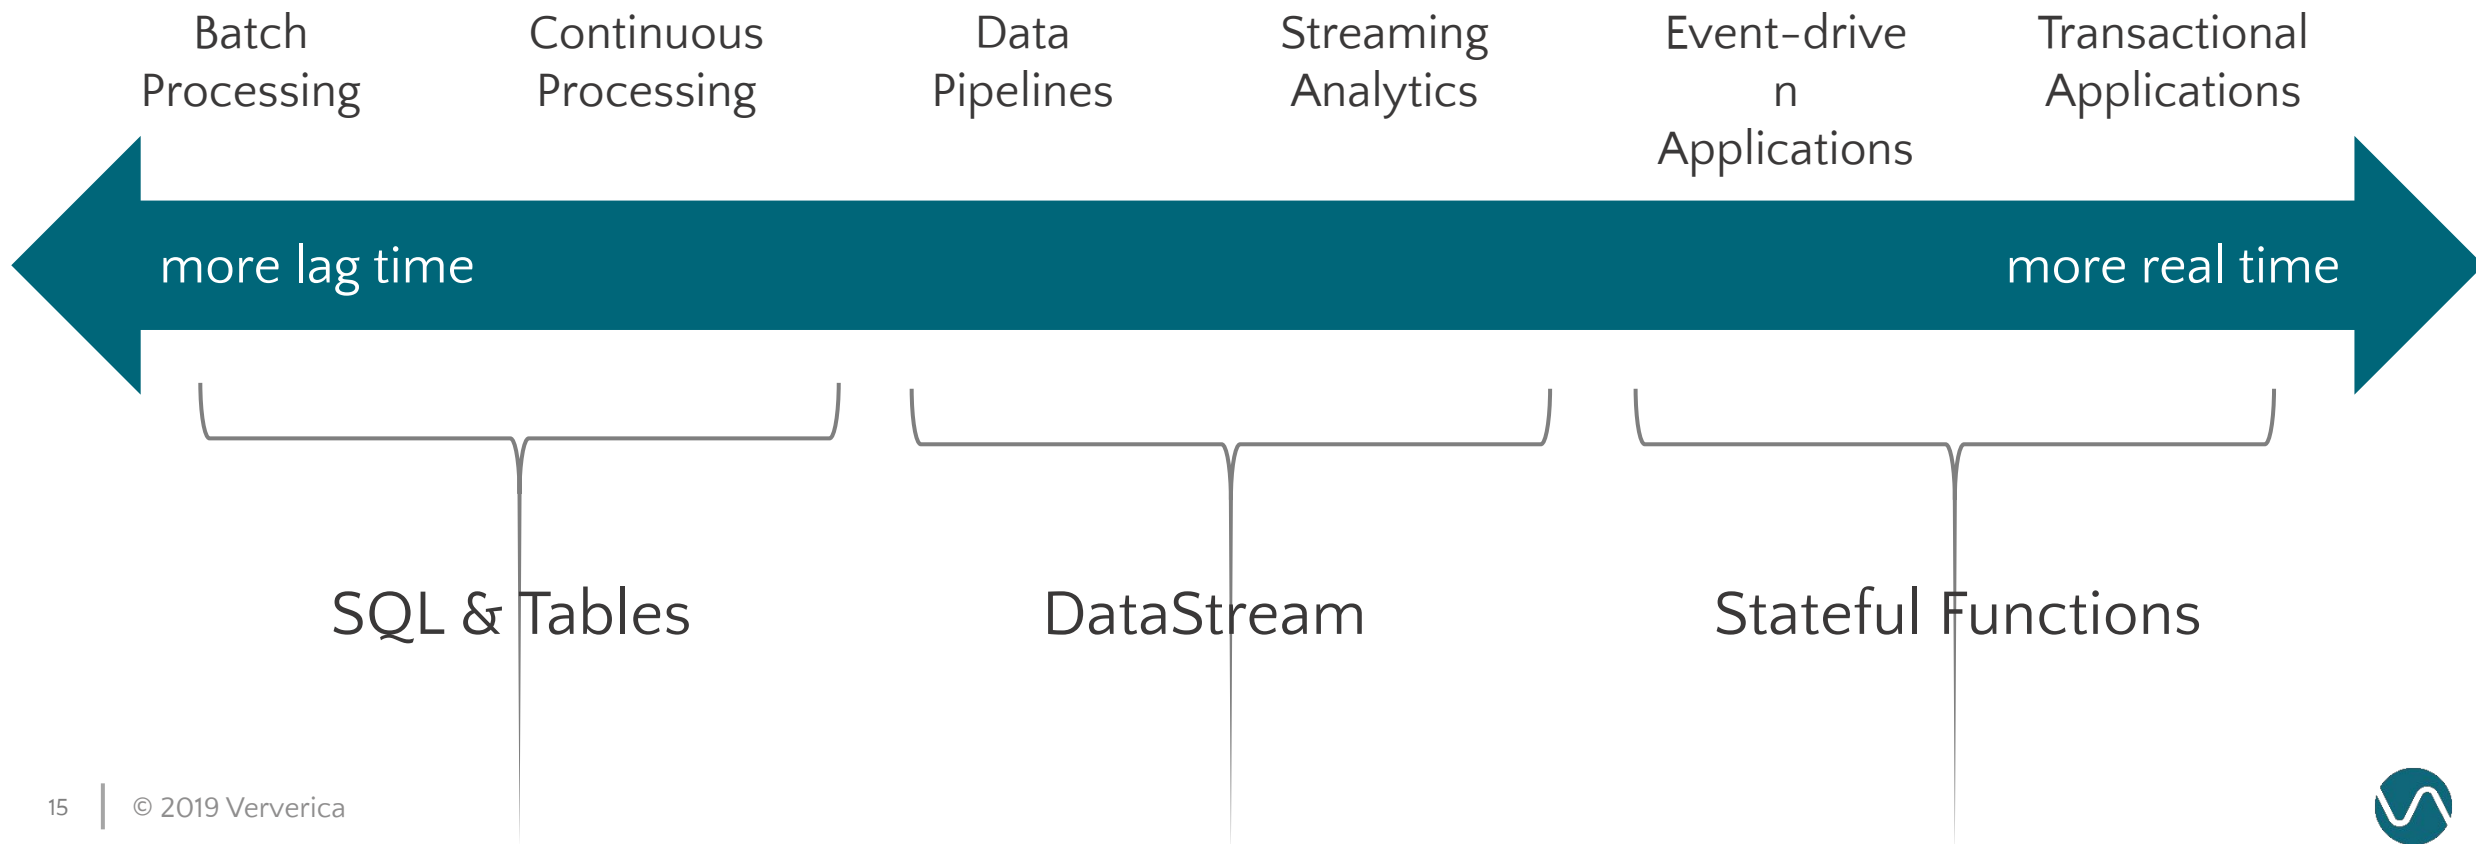 Batch
Processing
Continuous
Processing
Data
Pipelines
Streaming
Analytics
Event-drive
n
Applications
Transactional
Applications
more lag time
more real time
SQL & Tables
DataStream
Stateful Functions
15
© 2019 Ververica